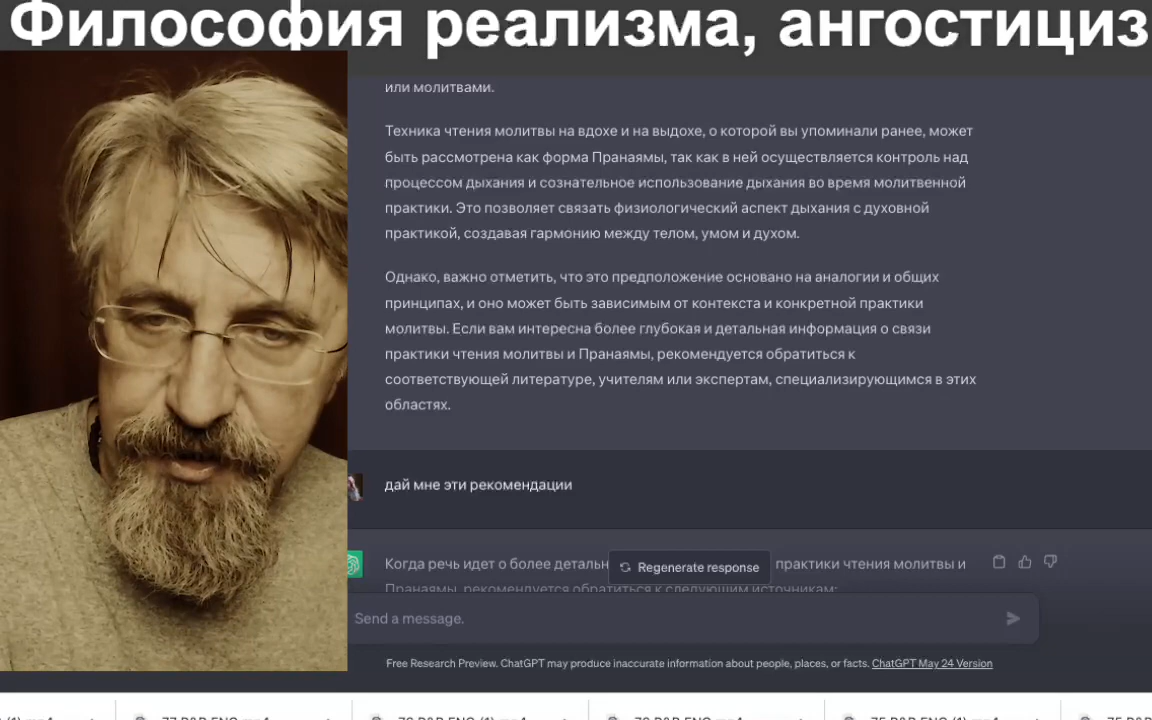 Философия реализма, ангостициз
или молитвами.
Техника чтения молитвы на вдохе и на выдохе, о которой вы упоминали ранее, может
быть рассмотрена как форма Пранаямы, так как в ней осуществляется контроль над
процессом дыхания и сознательное использование дыхания во время молитвенной
практики. Это позволяет связать физиологический аспект дыхания с духовной
практикой, создавая гармонию между телом, умом и духом.
Однако, важно отметить, что это предположение основано на аналогии и общих
принципах, и оно может быть зависимым от контекста и конкретной практики
молитвы. Если вам интересна более глубокая и детальная информация о связи
практики чтения молитвы и Пранаямы, рекомендуется обратиться к
соответствующей литературе, учителям или экспертам, специализирующимся в этих
областях.
дай мне эти рекомендации
Когда речь идет о более детальн практики чтения молитвы и
Regenerate response
Пранаямы, рекомендуется обратиться к следующим источникам:
Send a message.
Free Research Preview. ChatGPT may produce inaccurate information about people, places, or facts. ChatGPT May 24 Version